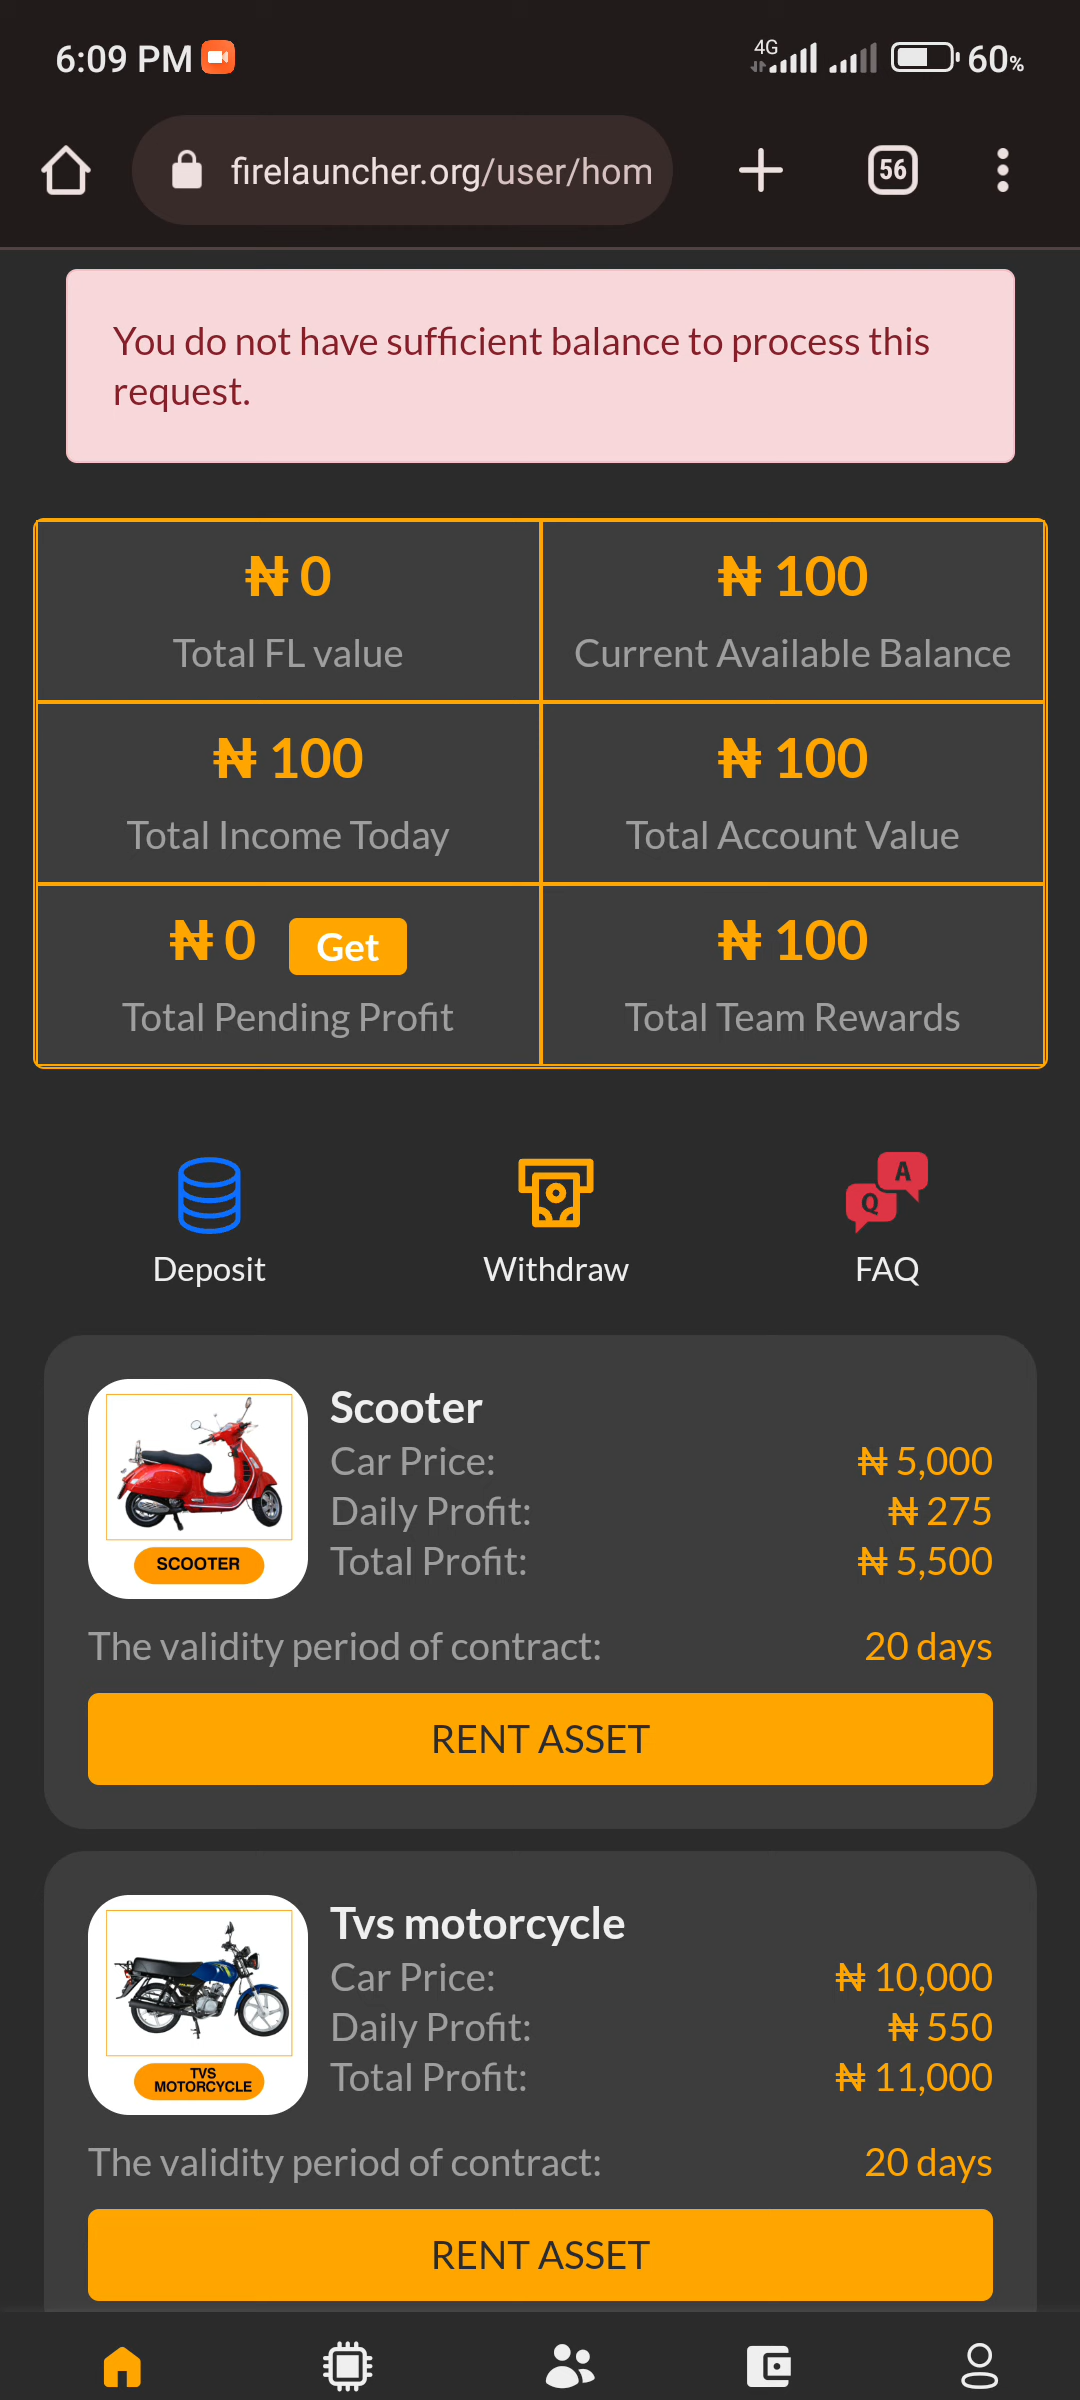 6:09 PM
4G
60%
firelauncher.org/user/hom
56
You do not have sufficient balance to process this
request.
₦ 0
₦ 100
Total FL value
Current Available Balance
₦ 100
₦ 100
Total Income Today
Total Account Value
₦ 0 Get
₦ 100
Total Pending Profit
Total Team Rewards
A
Q
Deposit
Withdraw
FAQ
Scooter
Car Price: ₦ 5,000
Daily Profit: ₦ 275
Total Profit: ₦ 5,500
SCOOTER
The validity period of contract: 20 days
RENT ASSET
Tvs motorcycle
Car Price: ₦ 10,000
Daily Profit: ₦ 550
Total Profit: ₦ 11,000
TVS
MOTORCYCLE
The validity period of contract: 20 days
RENT ASSET